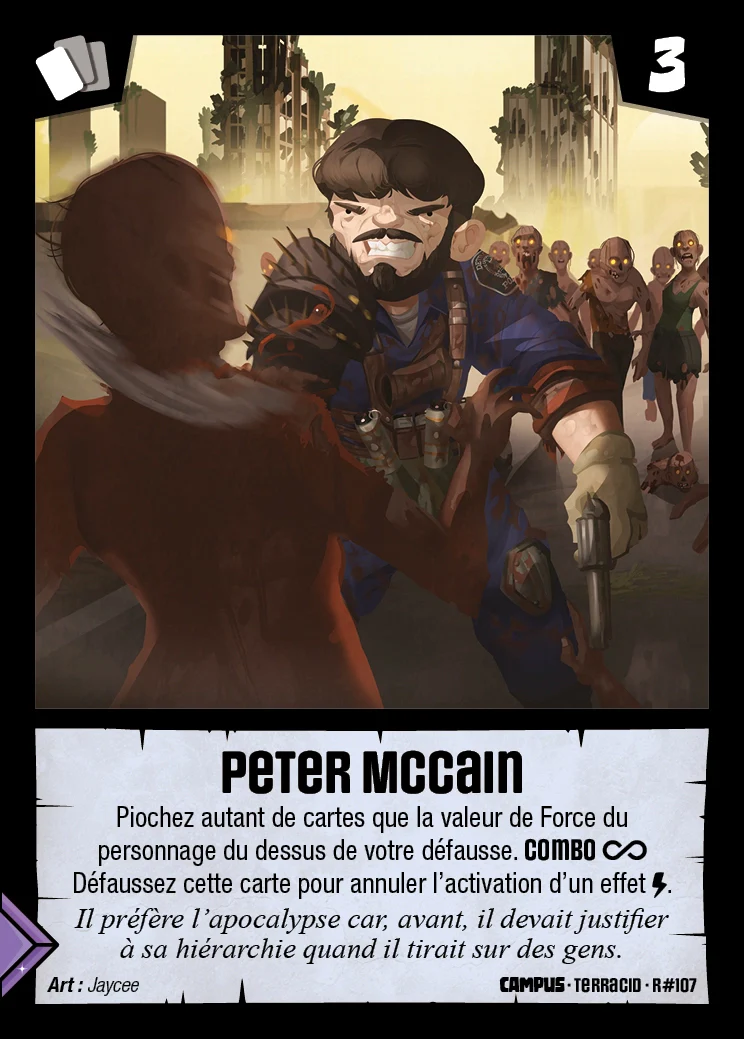 3
Peter McCain
Piochez autant de cartes que la valeur de Force du
personnage du dessus de votre défausse. COMBO ∞
Défaussez cette carte pour annuler l'activation d'un effet.
Il préfère l'apocalypse car, avant, il devait justifier
à sa hiérarchie quand il tirait sur des gens.
Art : Jaycee
CAMPUS · TERRACID · R#107